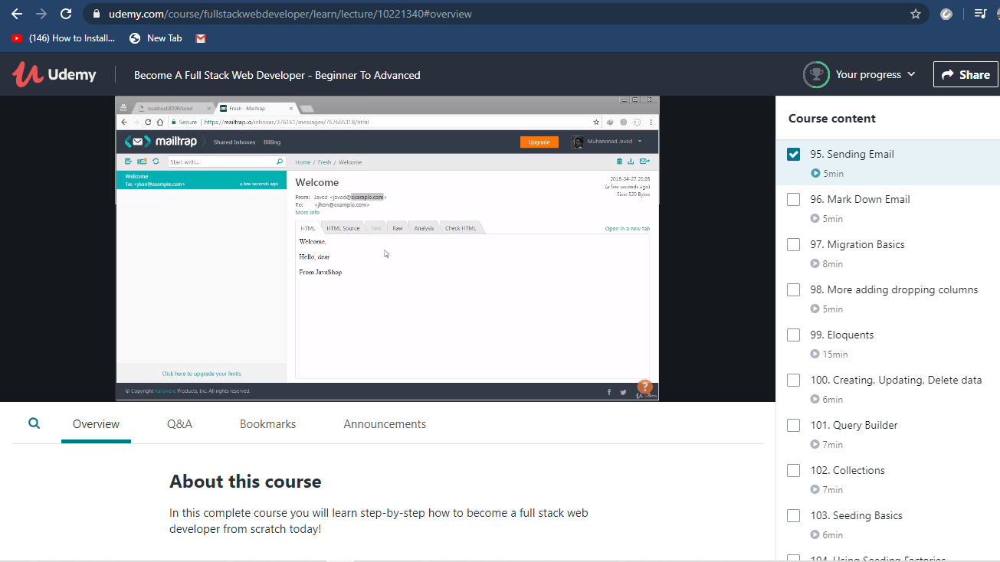 udemy.com/course/fullstackwebdeveloper/learn/lecture/10221340#overview
(146) How to Install...
New Tab
Udemy
Become A Full Stack Web Developer - Beginner To Advanced
Your progress
Share
localhost:8000/send
Fresh - Mailtrap
Secure
https://mailtrap.io/inboxes/376161/messages/767665318/html
mailtrap
Shared Inboxes
Billing
Upgrade
Muhammad Javed
Start with...
Home / Fresh / Welcome
Welcome
To: <jhon@example.com>
a few seconds ago
Welcome
2018-04-27 20:28
(a few seconds ago)
Size: 320 Bytes
From: Javed <javed@example.com>
To: <jhon@example.com>
More info
HTML
HTML Source
Text
Raw
Analysis
Check HTML
Open in a new tab
Welcome,
Hello, dear
From JavaShop
Click here to upgrade your limits
© Copyright Railsware Products, Inc. All rights reserved.
?
Udemy
Overview
Q&A
Bookmarks
Announcements
About this course
In this complete course you will learn step-by-step how to become a full stack web
developer from scratch today!
Course content
95. Sending Email
5min
96. Mark Down Email
5min
97. Migration Basics
8min
98. More adding dropping columns
5min
99. Eloquents
15min
100. Creating, Updating, Delete data
6min
101. Query Builder
7min
102. Collections
7min
103. Seeding Basics
6min
104. Using Seeding Factories